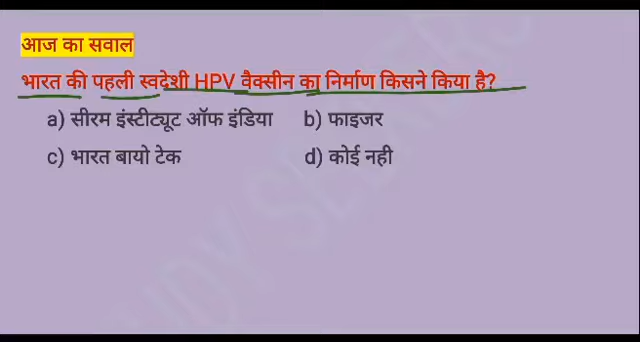 आज का सवाल
भारत की पहली स्वदेशी HPV वैक्सीन का निर्माण किसने किया है?
a) सीरम इंस्टीट्यूट ऑफ इंडिया b) फाइजर
c) भारत बायो टेक d) कोई नही